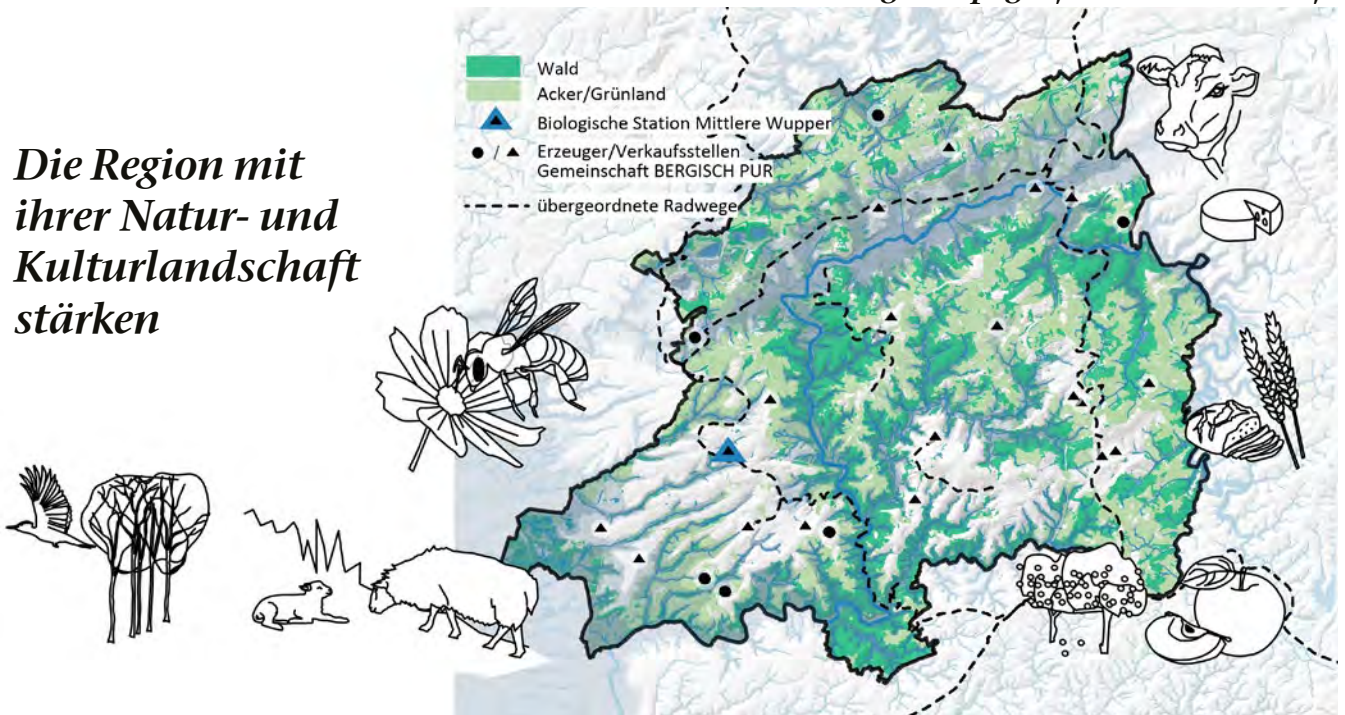 Die Region mit
ihrer Natur- und
Kulturlandschaft
stärken
Wald
Acker/Grünland
Biologische Station Mittlere Wupper
/ Erzeuger/Verkaufsstellen
Gemeinschaft BERGISCH PUR
übergeordnete Radwege